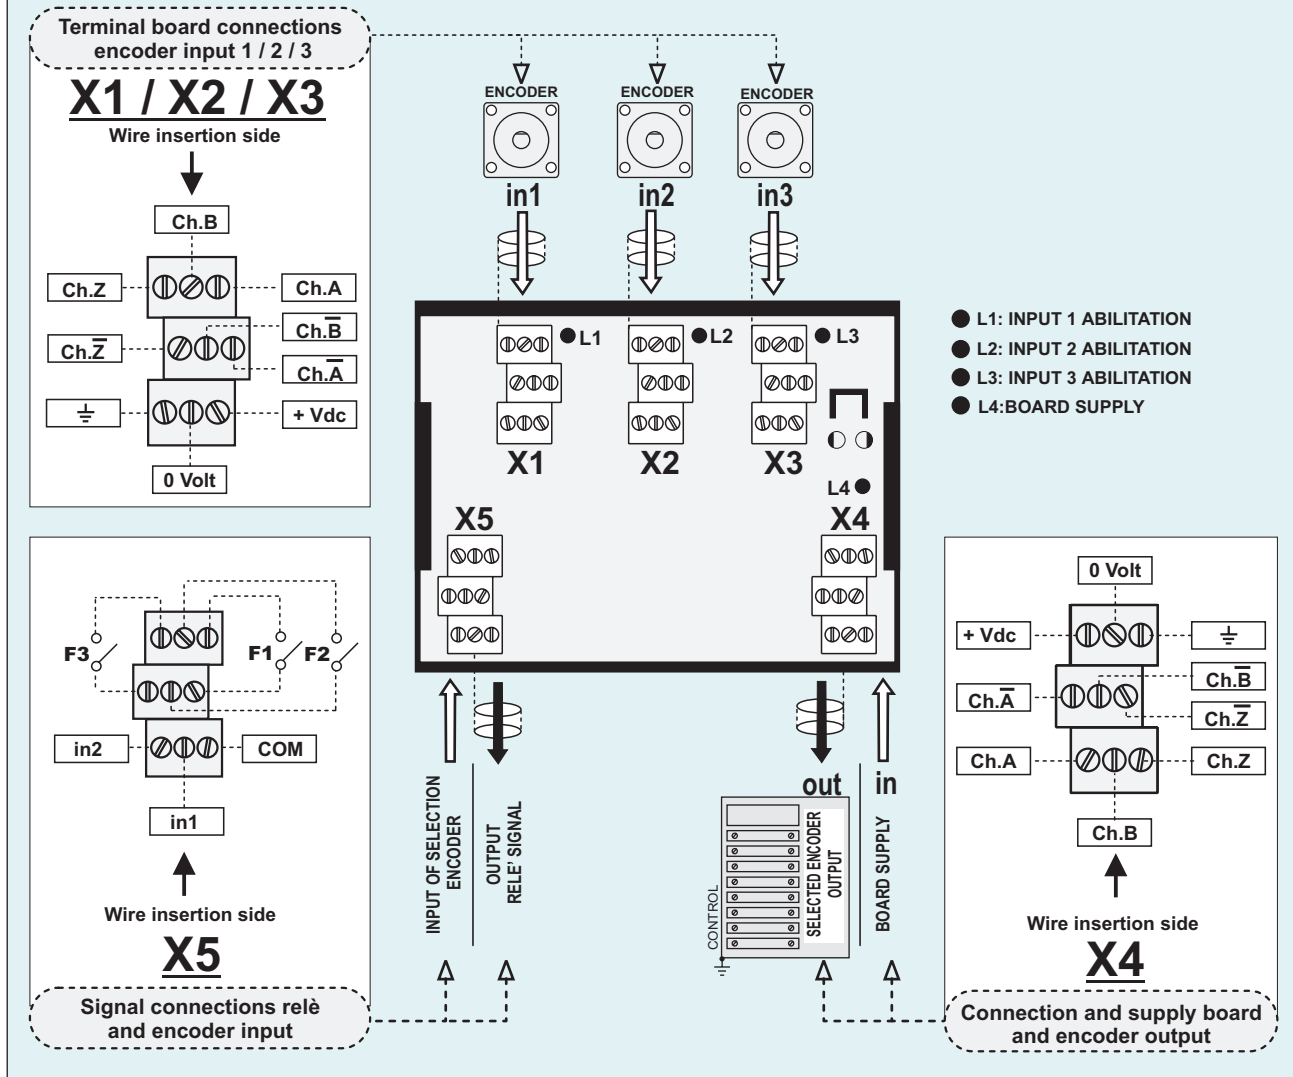 Terminal board connections
encoder input 1 / 2 / 3
X1 / X2 / X3
Wire insertion side
Ch.B
Ch.Z
Ch.A
Ch.B̅
Ch.Z̅
Ch.A̅
+ Vdc
0 Volt
ENCODER
ENCODER
ENCODER
in1
in2
in3
L1
L2
L3
X1
X2
X3
L4
X5
X4
L1: INPUT 1 ABILITATION
L2: INPUT 2 ABILITATION
L3: INPUT 3 ABILITATION
L4:BOARD SUPPLY
F3
F1
F2
in2
COM
in1
Wire insertion side
X5
Signal connections relè
and encoder input
INPUT OF SELECTION
ENCODER
OUTPUT
RELE' SIGNAL
out
in
CONTROL
SELECTED ENCODER
OUTPUT
BOARD SUPPLY
0 Volt
+ Vdc
Ch.B̅
Ch.A̅
Ch.Z̅
Ch.A
Ch.Z
Ch.B
Wire insertion side
X4
Connection and supply board
and encoder output